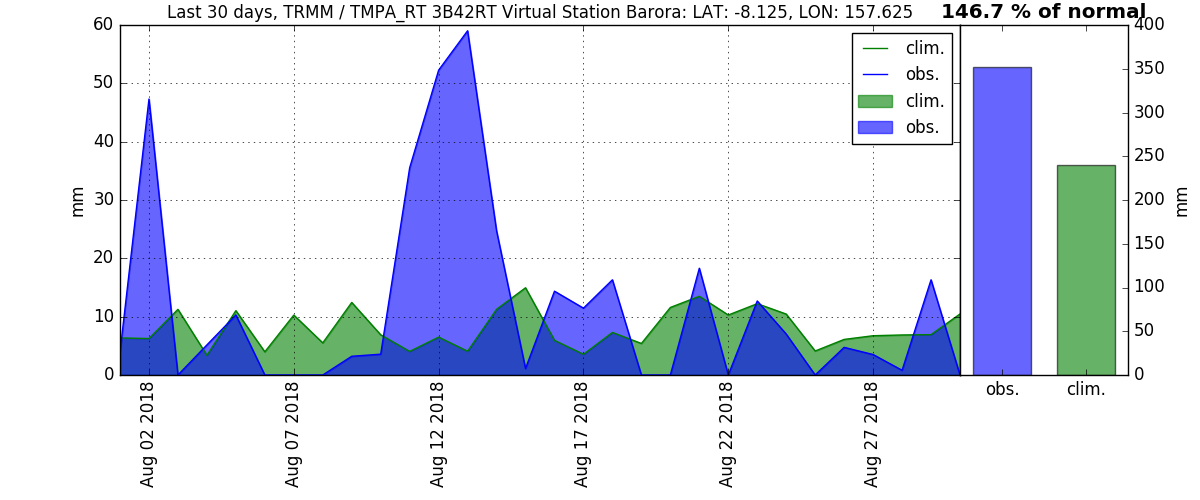 Last 30 days, TRMM / TMPA_RT 3B42RT Virtual Station Barora: LAT: -8.125, LON: 157.625
146.7 % of normal
60
50
40
30
20
10
0
mm
Aug 02 2018
Aug 07 2018
Aug 12 2018
Aug 17 2018
Aug 22 2018
Aug 27 2018
clim.
obs.
clim.
obs.
400
350
300
250
200
150
100
50
0
mm
obs.
clim.